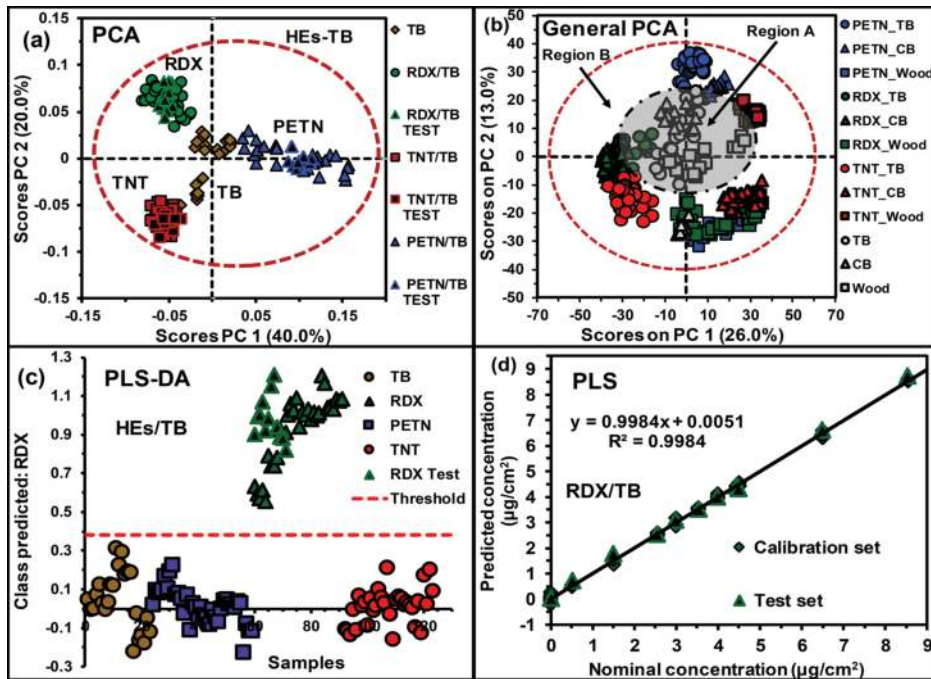 (a)
PCA
HEs-TB
RDX
PETN
TNT
TB
0.15
0.1
0.05
0
-0.05
-0.1
-0.15
-0.15
-0.05
0.05
0.15
Scores PC 2 (20.0%)
Scores PC 1 (40.0%)
TB
RDX/TB
RDX/TB
TEST
TNT/TB
TNT/TB
TEST
PETN/TB
PETN/TB
TEST
(b)
General PCA
Region B
Region A
50
40
30
20
10
0
-10
-20
-30
-40
-50
-70
-30
10
50
Scores on PC 2 (13.0%)
Scores on PC 1 (26.0%)
PETN_TB
PETN_CB
PETN_Wood
RDX_TB
RDX_CB
RDX_Wood
TNT_TB
TNT_CB
TNT_Wood
TB
CB
Wood
(c)
PLS-DA
HEs/TB
1.3
1.1
0.9
0.7
0.5
0.3
0.1
-0.1
-0.3
0
20
60
80
Class predicted: RDX
Samples
TB
RDX
PETN
TNT
RDX Test
Threshold
(d)
PLS
y = 0.9984x + 0.0051
R² = 0.9984
RDX/TB
Calibration set
Test set
9
8
7
6
5
4
3
2
1
0
-1
0
1
2
3
4
5
6
7
8
9
Predicted concentration
(µg/cm²)
Nominal concentration (µg/cm²)